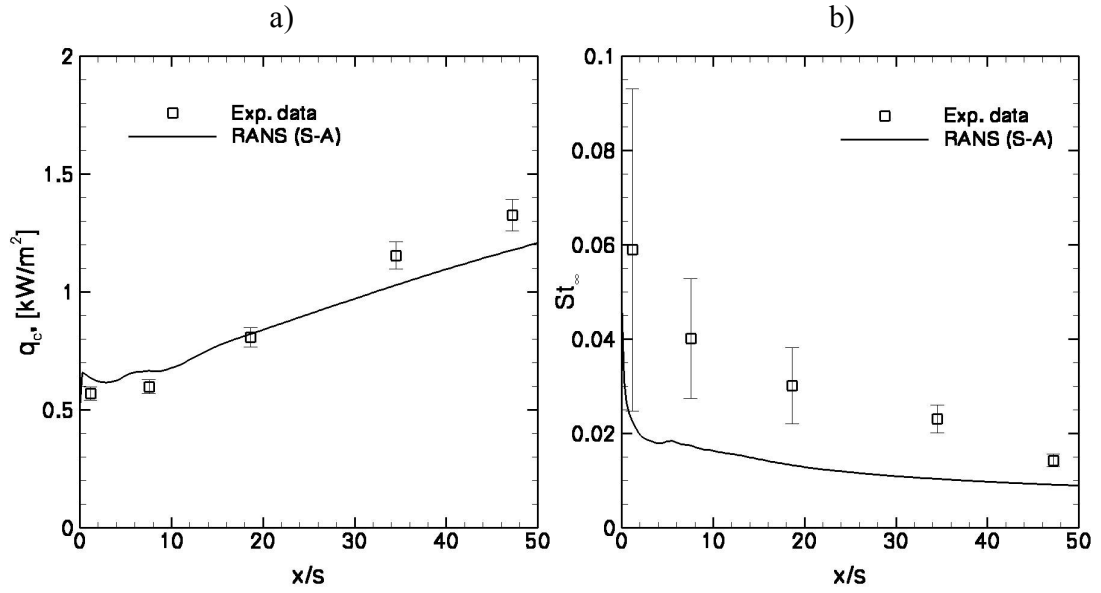 a)
2
1.5
1
0.5
0
q_c, [kW/m²]
Exp. data
RANS (S-A)
0 10 20 30 40 50
x/s
b)
0.1
0.08
0.06
0.04
0.02
0
St_∞
Exp. data
RANS (S-A)
0 10 20 30 40 50
x/s